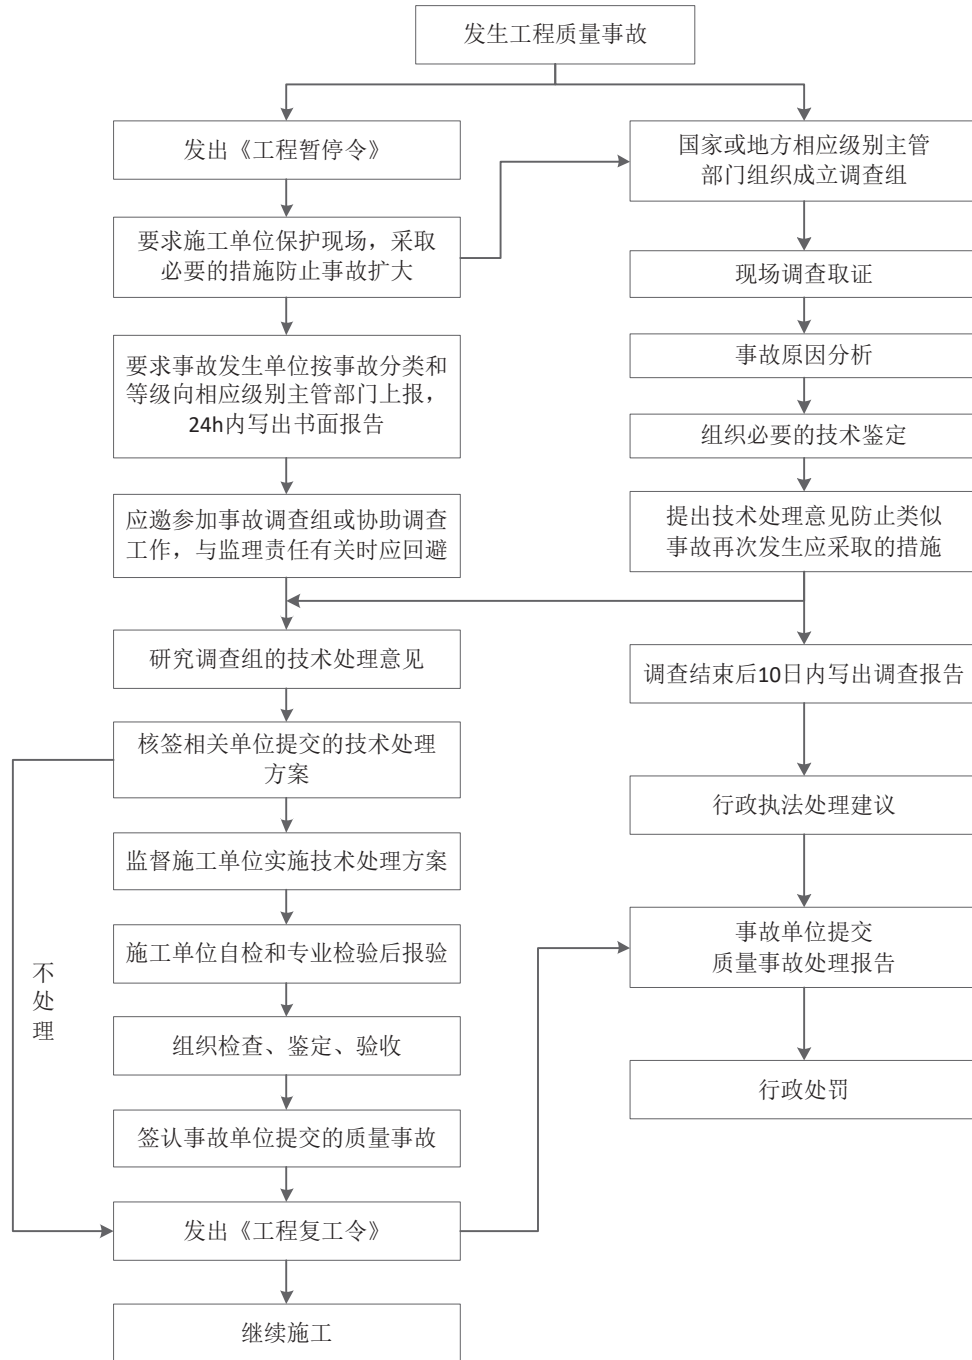 发生工程质量事故
发出《工程暂停令》
要求施工单位保护现场，采取
必要的措施防止事故扩大
要求事故发生单位按事故分类和
等级向相应级别主管部门上报，
24h内写出书面报告
应邀参加事故调查组或协助调查
工作，与监理责任有关时应回避
研究调查组的技术处理意见
核签相关单位提交的技术处理
方案
监督施工单位实施技术处理方案
施工单位自检和专业检验后报验
组织检查、鉴定、验收
签认事故单位提交的质量事故
发出《工程复工令》
继续施工
不处理
国家或地方相应级别主管
部门组织成立调查组
现场调查取证
事故原因分析
组织必要的技术鉴定
提出技术处理意见防止类似
事故再次发生应采取的措施
调查结束后10日内写出调查报告
行政执法处理建议
事故单位提交
质量事故处理报告
行政处罚